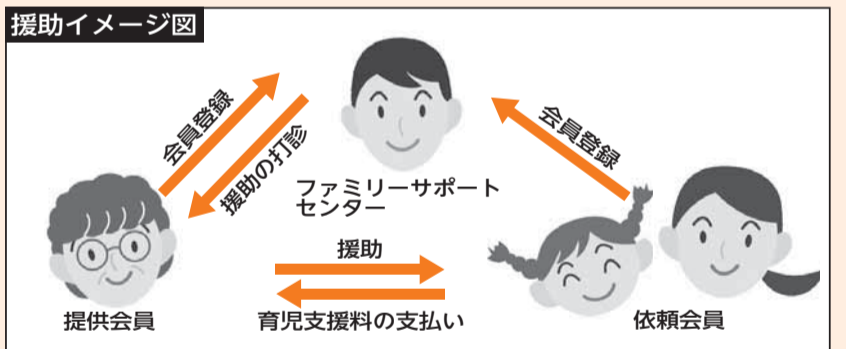 援助イメージ図
会員登録
援助の打診
会員登録
ファミリーサポート
センター
援助
提供会員
育児支援料の支払い
依頼会員